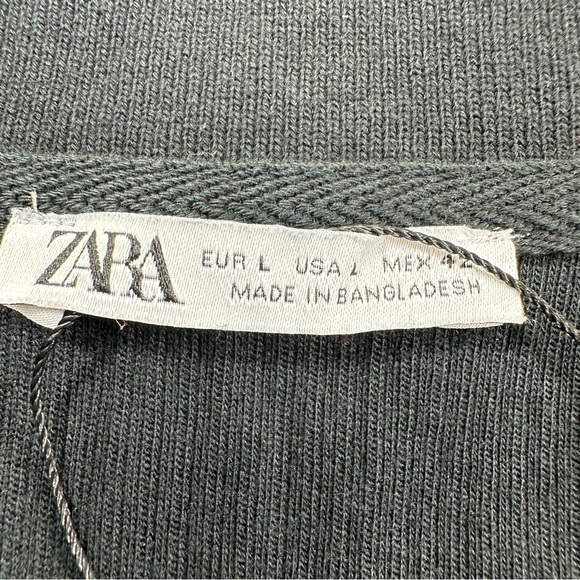 ZARA
EUR L USA L MEX 42
MADE IN BANGLADESH